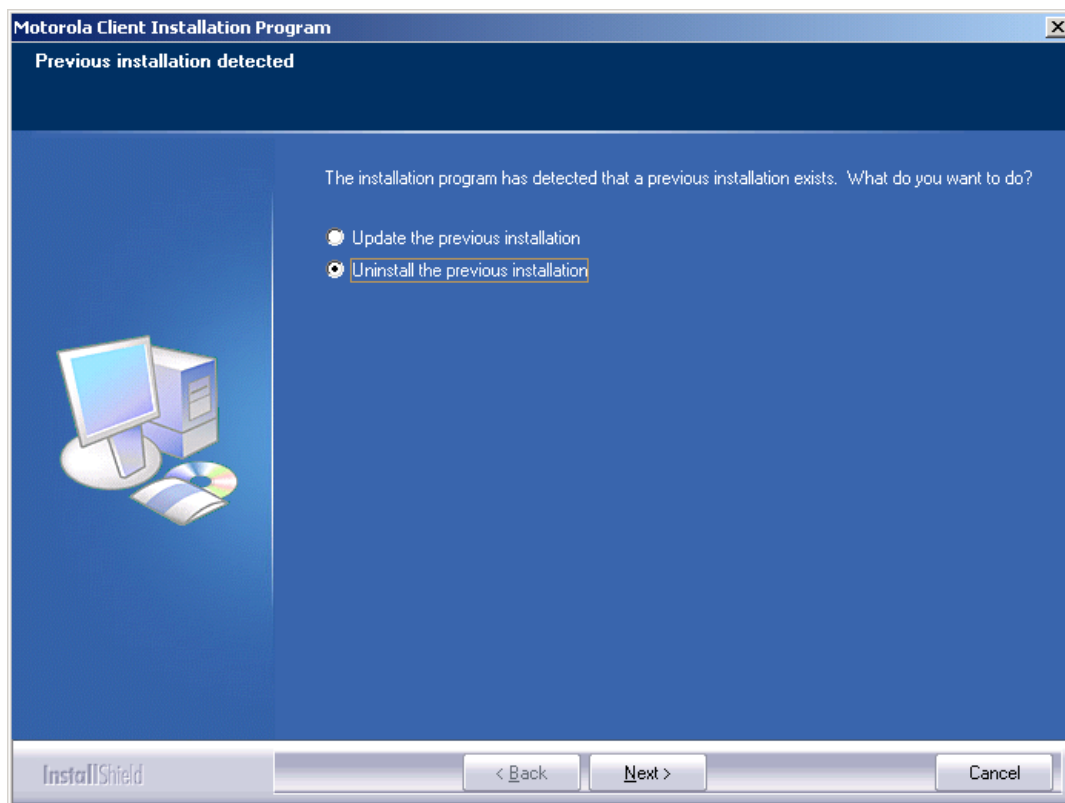 Motorola Client Installation Program
Previous installation detected
The installation program has detected that a previous installation exists.  What do you want to do?
Update the previous installation
Uninstall the previous installation
InstallShield
< Back
Next >
Cancel